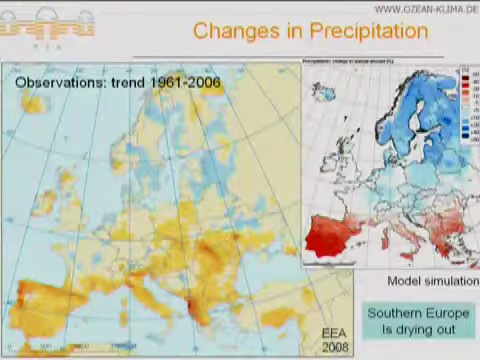 WWW.OZEAN-KLIMA.DE
PIK
Changes in Precipitation
Observations: trend 1961-2006
Model simulation
Southern Europe
Is drying out
EEA
2008